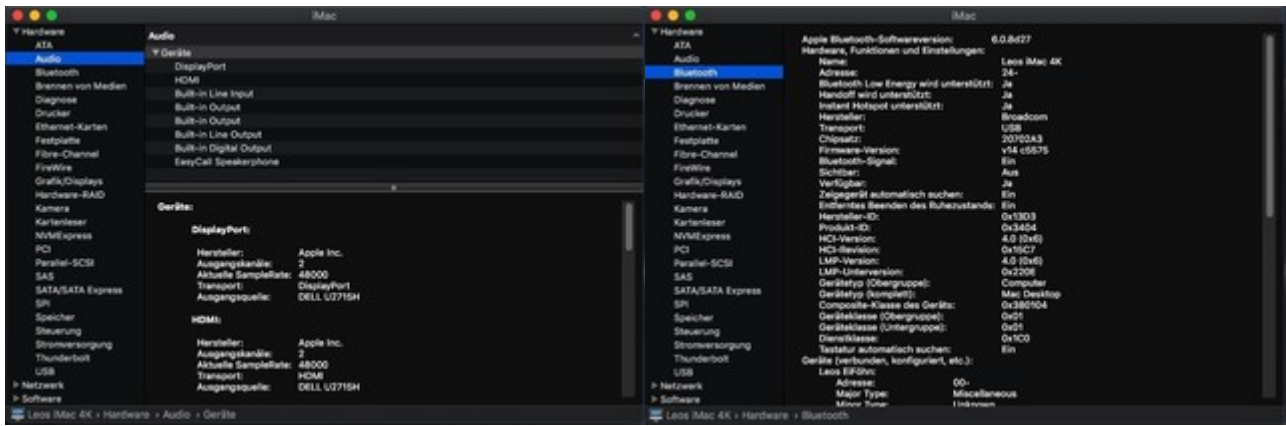 iMac
▼ Hardware
ATA
Audio
Bluetooth
Brennen von Medien
Diagnose
Drucker
Ethernet-Karten
Festplatte
Fibre-Channel
FireWire
Grafik/Displays
Hardware-RAID
Kamera
Kartenleser
NVMExpress
PCI
Parallel-SCSI
SAS
SATA/SATA Express
SPI
Speicher
Steuerung
Stromversorgung
Thunderbolt
USB
▶ Netzwerk
▶ Software
Audio
▼ Geräte
DisplayPort
HDMI
Built-in Line Input
Built-in Output
Built-in Output
Built-in Line Output
Built-in Digital Output
EasyCall Speakerphone
Geräte:
DisplayPort:
Hersteller: Apple Inc.
Ausgangskanäle: 2
Aktuelle SampleRate: 48000
Transport: DisplayPort
Ausgangsquelle: DELL U2715H
HDMI:
Hersteller: Apple Inc.
Ausgangskanäle: 2
Aktuelle SampleRate: 48000
Transport: HDMI
Ausgangsquelle: DELL U2715H
Leos iMac 4K › Hardware › Audio › Geräte
iMac
▼ Hardware
ATA
Audio
Bluetooth
Brennen von Medien
Diagnose
Drucker
Ethernet-Karten
Festplatte
Fibre-Channel
FireWire
Grafik/Displays
Hardware-RAID
Kamera
Kartenleser
NVMExpress
PCI
Parallel-SCSI
SAS
SATA/SATA Express
SPI
Speicher
Steuerung
Stromversorgung
Thunderbolt
USB
▶ Netzwerk
▶ Software
Apple Bluetooth-Softwareversion: 6.0.8d27
Hardware, Funktionen und Einstellungen:
Name: Leos iMac 4K
Adresse: 24-
Bluetooth Low Energy wird unterstützt: Ja
Handoff wird unterstützt: Ja
Instant Hotspot unterstützt: Ja
Hersteller: Broadcom
Transport: USB
Chipsatz: 20702A3
Firmware-Version: v14 c5575
Bluetooth-Signal: Ein
Sichtbar: Aus
Verfügbar: Ja
Zeigegerät automatisch suchen: Ein
Entferntes Beenden des Ruhezustands: Ein
Hersteller-ID: 0x13D3
Produkt-ID: 0x3404
HCI-Version: 4.0 (0x6)
HCI-Revision: 0x15C7
LMP-Version: 4.0 (0x6)
LMP-Unterversion: 0x220E
Gerätetyp (Obergruppe): Computer
Gerätetyp (komplett): Mac Desktop
Composite-Klasse des Geräts: 0x380104
Geräteklasse (Obergruppe): 0x01
Geräteklasse (Untergruppe): 0x01
Dienstklasse: 0x1C0
Tastatur automatisch suchen: Ein
Geräte (verbunden, konfiguriert, etc.):
Leos EiFöhn:
Adresse: 00-
Major Type: Miscellaneous
Minor Type: Unknown
Leos iMac 4K › Hardware › Bluetooth